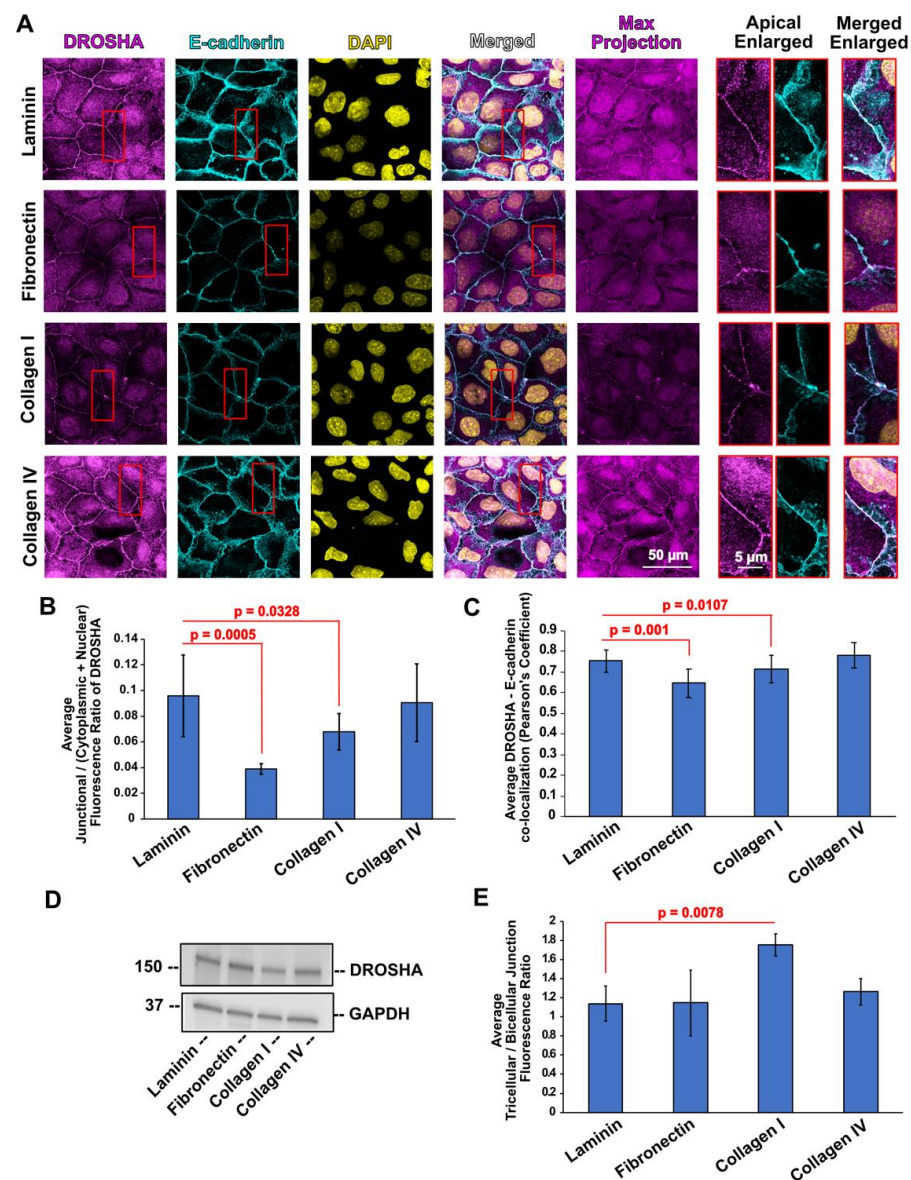 A
DROSHA
E-cadherin
DAPI
Merged
Max
Projection
Apical
Enlarged
Merged
Enlarged
Laminin
Fibronectin
Collagen I
Collagen IV
50 µm
5 µm
B
p = 0.0328
p = 0.0005
Average
Junctional / (Cytoplasmic + Nuclear)
Fluorescence Ratio of DROSHA
0.14
0.12
0.1
0.08
0.06
0.04
0.02
0
Laminin
Fibronectin
Collagen I
Collagen IV
C
p = 0.0107
p = 0.001
Average DROSHA - E-cadherin
co-localization (Pearson's Coefficient)
0.9
0.8
0.7
0.6
0.5
0.4
0.3
0.2
0.1
0
Laminin
Fibronectin
Collagen I
Collagen IV
D
150 --
-- DROSHA
37 --
-- GAPDH
Laminin --
Fibronectin --
Collagen I --
Collagen IV --
E
p = 0.0078
Average
Tricellular / Bicellular Junction
Fluorescence Ratio
2
1.8
1.6
1.4
1.2
1
0.8
0.6
0.4
0.2
0
Laminin
Fibronectin
Collagen I
Collagen IV